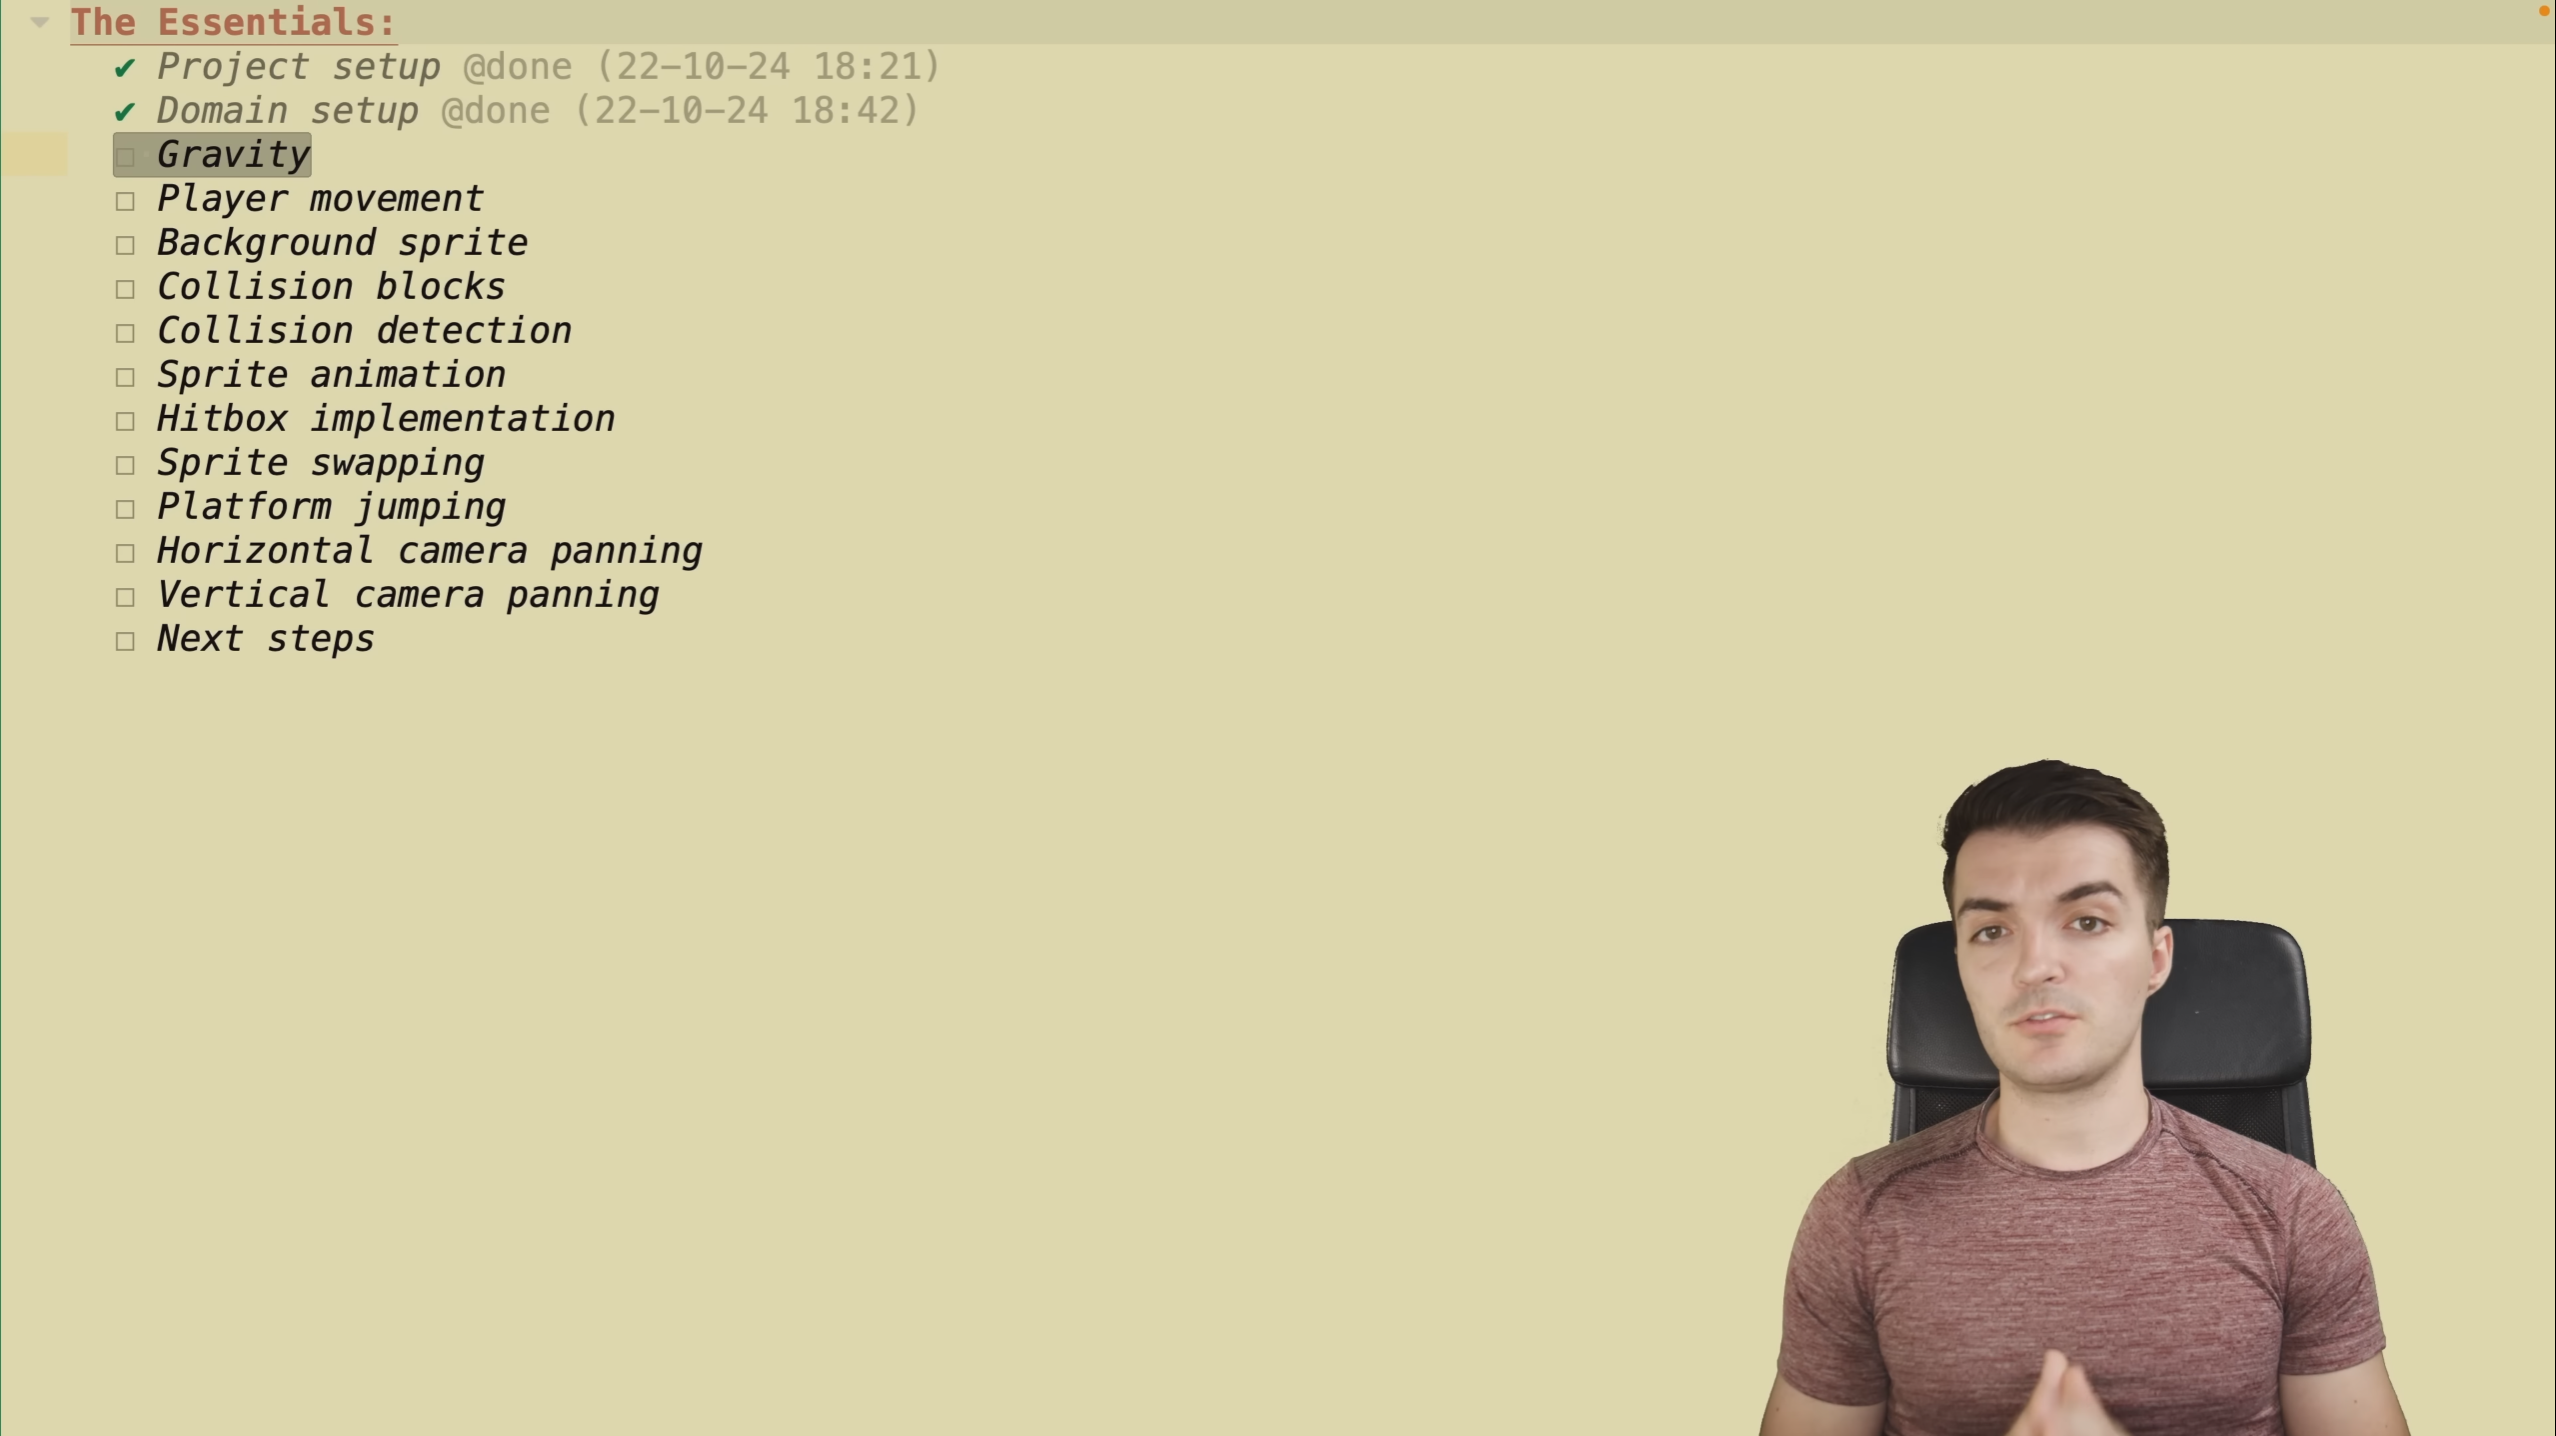 The Essentials:
✔ Project setup @done (22-10-24 18:21)
✔ Domain setup @done (22-10-24 18:42)
☐ Gravity
☐ Player movement
☐ Background sprite
☐ Collision blocks
☐ Collision detection
☐ Sprite animation
☐ Hitbox implementation
☐ Sprite swapping
☐ Platform jumping
☐ Horizontal camera panning
☐ Vertical camera panning
☐ Next steps